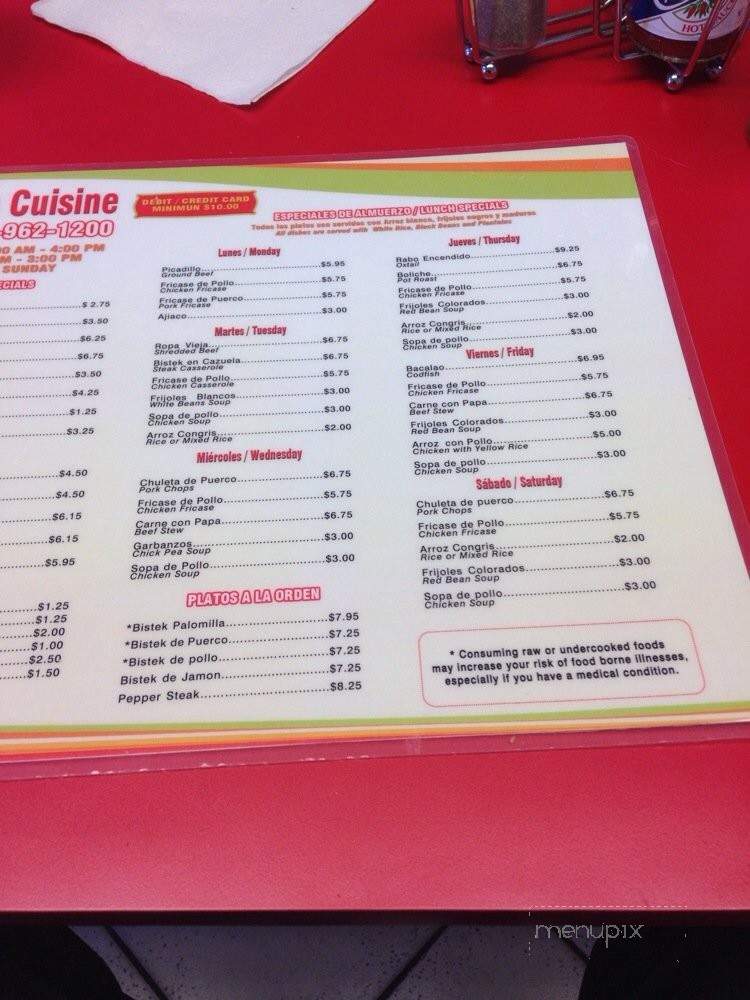 Cuisine
-962-1200
AM - 4:00 PM
M - 3:00 PM
SUNDAY
ECIALS
$ 2.75
$3.50
$6.25
$6.75
$3.50
$4.25
$1.25
$3.25
$4.50
$4.50
$6.15
$6.15
$5.95
$1.25
$1.25
$2.00
$1.00
$2.50
$1.50
DEBIT / CREDIT CARD
MINIMUN $10.00
ESPECIALES DE ALMUERZO / LUNCH SPECIALS
Todos los platos son servidos con Arroz blanco, frijoles negros y maduros
All dishes are served with White Rice, Black Beans and Plantains
Lunes / Monday
Picadillo $5.95
Ground Beef
Fricase de Pollo $5.75
Chicken Fricase
Fricase de Puerco $5.75
Pork Fricase
Ajiaco $3.00
Martes / Tuesday
Ropa Vieja $6.75
Shredded Beef
Bistek en Cazuela $6.75
Steak Casserole
Fricase de Pollo $5.75
Chicken Casserole
Frijoles Blancos $3.00
White Beans Soup
Sopa de pollo $3.00
Chicken Soup
Arroz Congris $2.00
Rice or Mixed Rice
Miércoles / Wednesday
Chuleta de Puerco $6.75
Pork Chops
Fricase de Pollo $5.75
Chicken Fricase
Carne con Papa $6.75
Beef Stew
Garbanzos $3.00
Chick Pea Soup
Sopa de Pollo $3.00
Chicken Soup
PLATOS A LA ORDEN
*Bistek Palomilla $7.95
*Bistek de Puerco $7.25
*Bistek de pollo $7.25
Bistek de Jamon $7.25
Pepper Steak $8.25
Jueves / Thursday
Rabo Encendido $9.25
Oxtail
Boliche $6.75
Pot Roast
Fricase de Pollo $5.75
Chicken Fricase
Frijoles Colorados $3.00
Red Bean Soup
Arroz Congris $2.00
Rice or Mixed Rice
Sopa de pollo $3.00
Chicken Soup
Viernes / Friday
Bacalao $6.95
Codfish
Fricase de Pollo $5.75
Chicken Fricase
Carne con Papa $6.75
Beef Stew
Frijoles Colorados $3.00
Red Bean Soup
Arroz con Pollo $5.00
Chicken with Yellow Rice
Sopa de pollo $3.00
Chicken Soup
Sábado / Saturday
Chuleta de puerco $6.75
Pork Chops
Fricase de Pollo $5.75
Chicken Fricase
Arroz Congris $2.00
Rice or Mixed Rice
Frijoles Colorados $3.00
Red Bean Soup
Sopa de pollo $3.00
Chicken Soup
* Consuming raw or undercooked foods
may increase your risk of food borne illnesses,
especially if you have a medical condition.
menupix